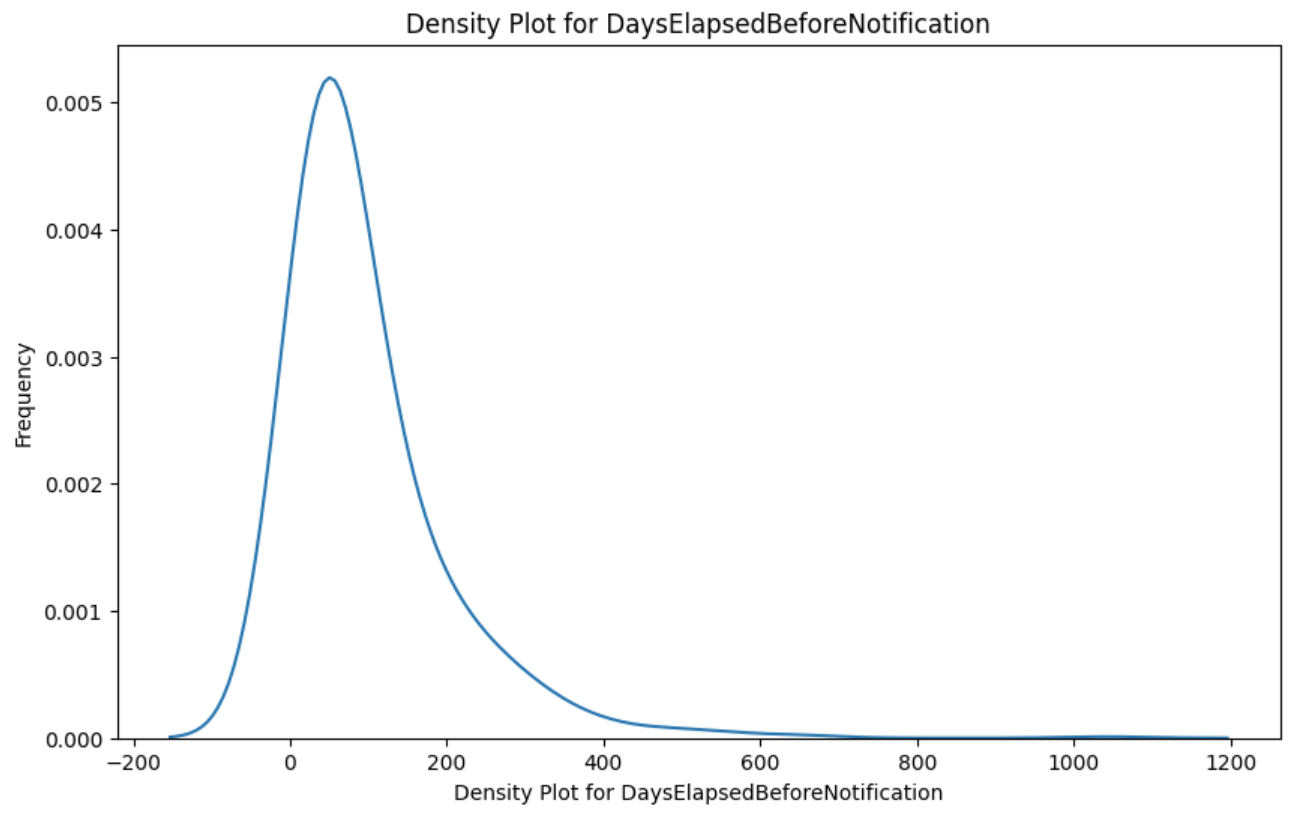 Density Plot for DaysElapsedBeforeNotification
0.005
0.004
0.003
0.002
0.001
0.000
Frequency
−200 0 200 400 600 800 1000 1200
Density Plot for DaysElapsedBeforeNotification